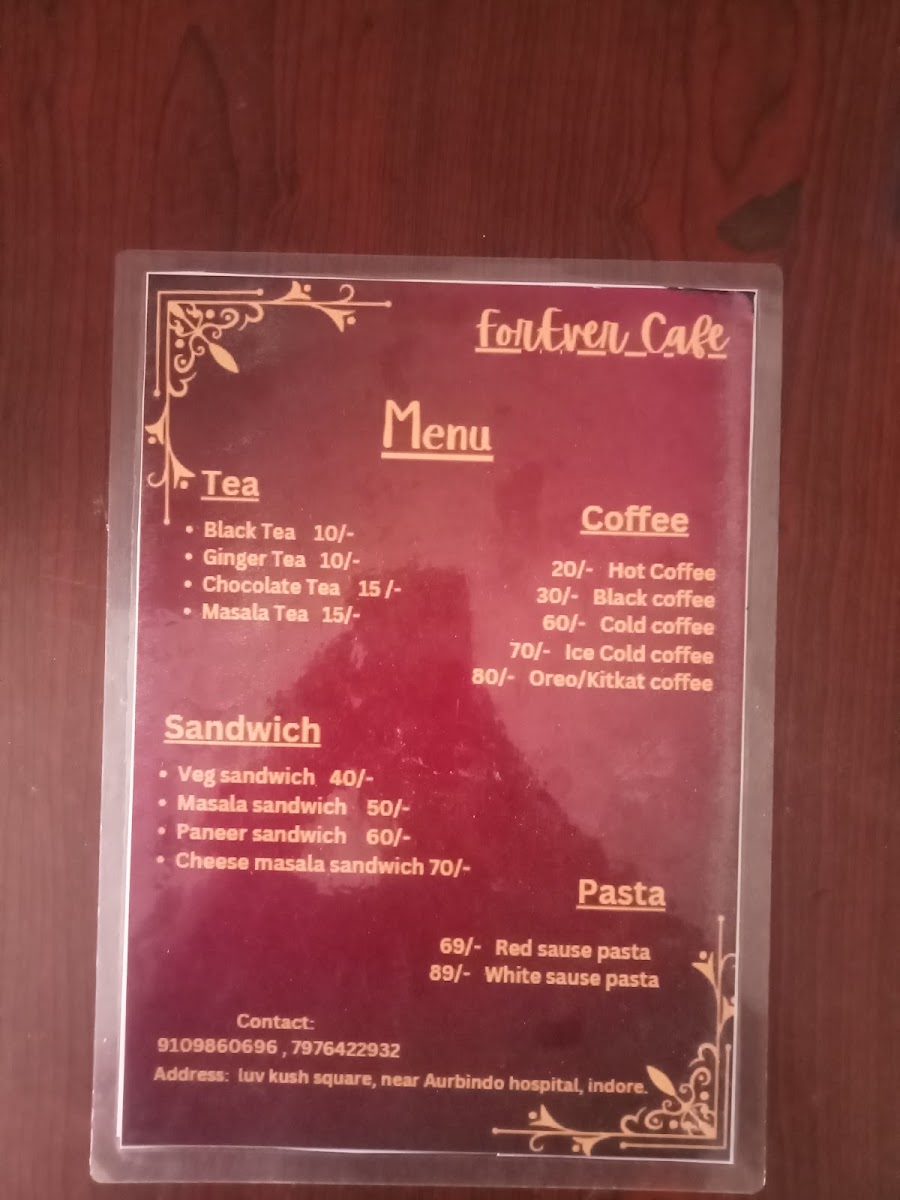 ForEver Cafe
Menu
Tea
• Black Tea 10/-
• Ginger Tea 10/-
• Chocolate Tea 15 /-
• Masala Tea 15/-
Coffee
20/- Hot Coffee
30/- Black coffee
60/- Cold coffee
70/- Ice Cold coffee
80/- Oreo/Kitkat coffee
Sandwich
• Veg sandwich 40/-
• Masala sandwich 50/-
• Paneer sandwich 60/-
• Cheese masala sandwich 70/-
Pasta
69/- Red sause pasta
89/- White sause pasta
Contact:
9109860696 , 7976422932
Address: luv kush square, near Aurbindo hospital, indore.